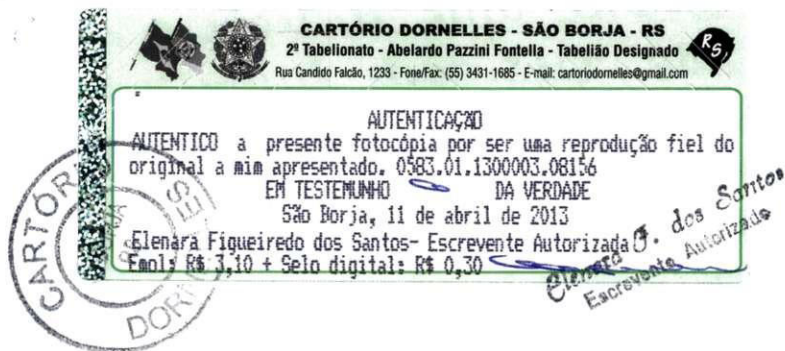 CARTÓRIO DORNELLES - SÃO BORJA - RS
2º Tabelionato - Abelardo Pazzini Fontella - Tabelião Designado
Rua Candido Falcão, 1233 - Fone/Fax: (55) 3431-1685 - E-mail: cartoriodornelles@gmail.com
RS
AUTENTICAÇÃO
AUTENTICO a presente fotocópia por ser uma reprodução fiel do
original a mim apresentado. 0583.01.1300003.08156
EM TESTEMUNHO DA VERDADE
São Borja, 11 de abril de 2013
Elenara Figueiredo dos Santos- Escrevente Autorizada
Emol: R$ 3,10 + Selo digital: R$ 0,30
Elenara F. dos Santos
Escrevente Autorizada
CARTÓRIO